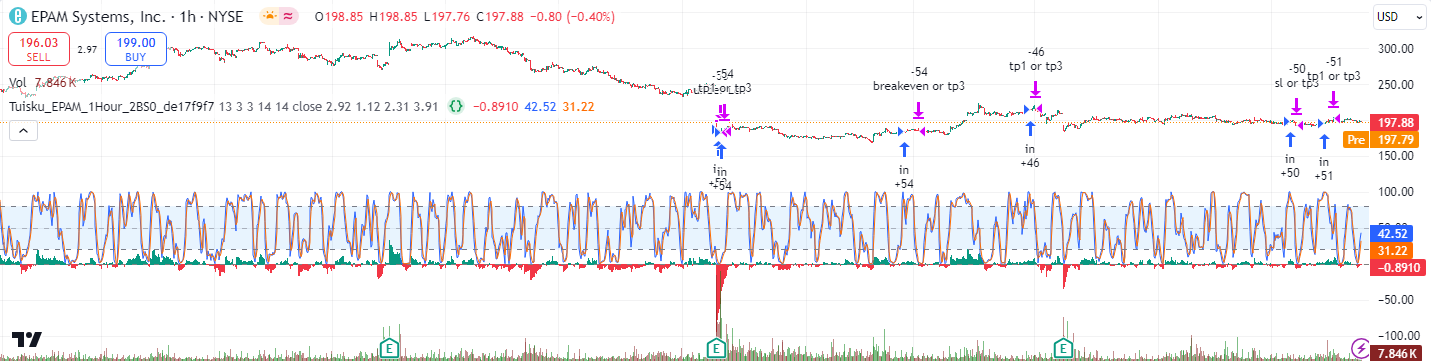 EPAM Systems, Inc. · 1h · NYSE O198.85 H198.85 L197.76 C197.88 −0.80 (−0.40%)
USD
196.03
SELL
2.97
199.00
BUY
Vol 7.846 K
Tuisku_EPAM_1Hour_2BS0_de17f9f7 13 3 3 14 14 close 2.92 1.12 2.31 3.91 −0.8910 42.52 31.22
-54
tp1 or tp3
in
+54
-54
breakeven or tp3
in
+54
-46
tp1 or tp3
in
+46
-50
sl or tp3
in
+50
-51
tp1 or tp3
in
+51
300.00
250.00
197.88
Pre 197.79
150.00
100.00
42.52
31.22
−0.8910
−50.00
−100.00
7.846 K
E
E
E